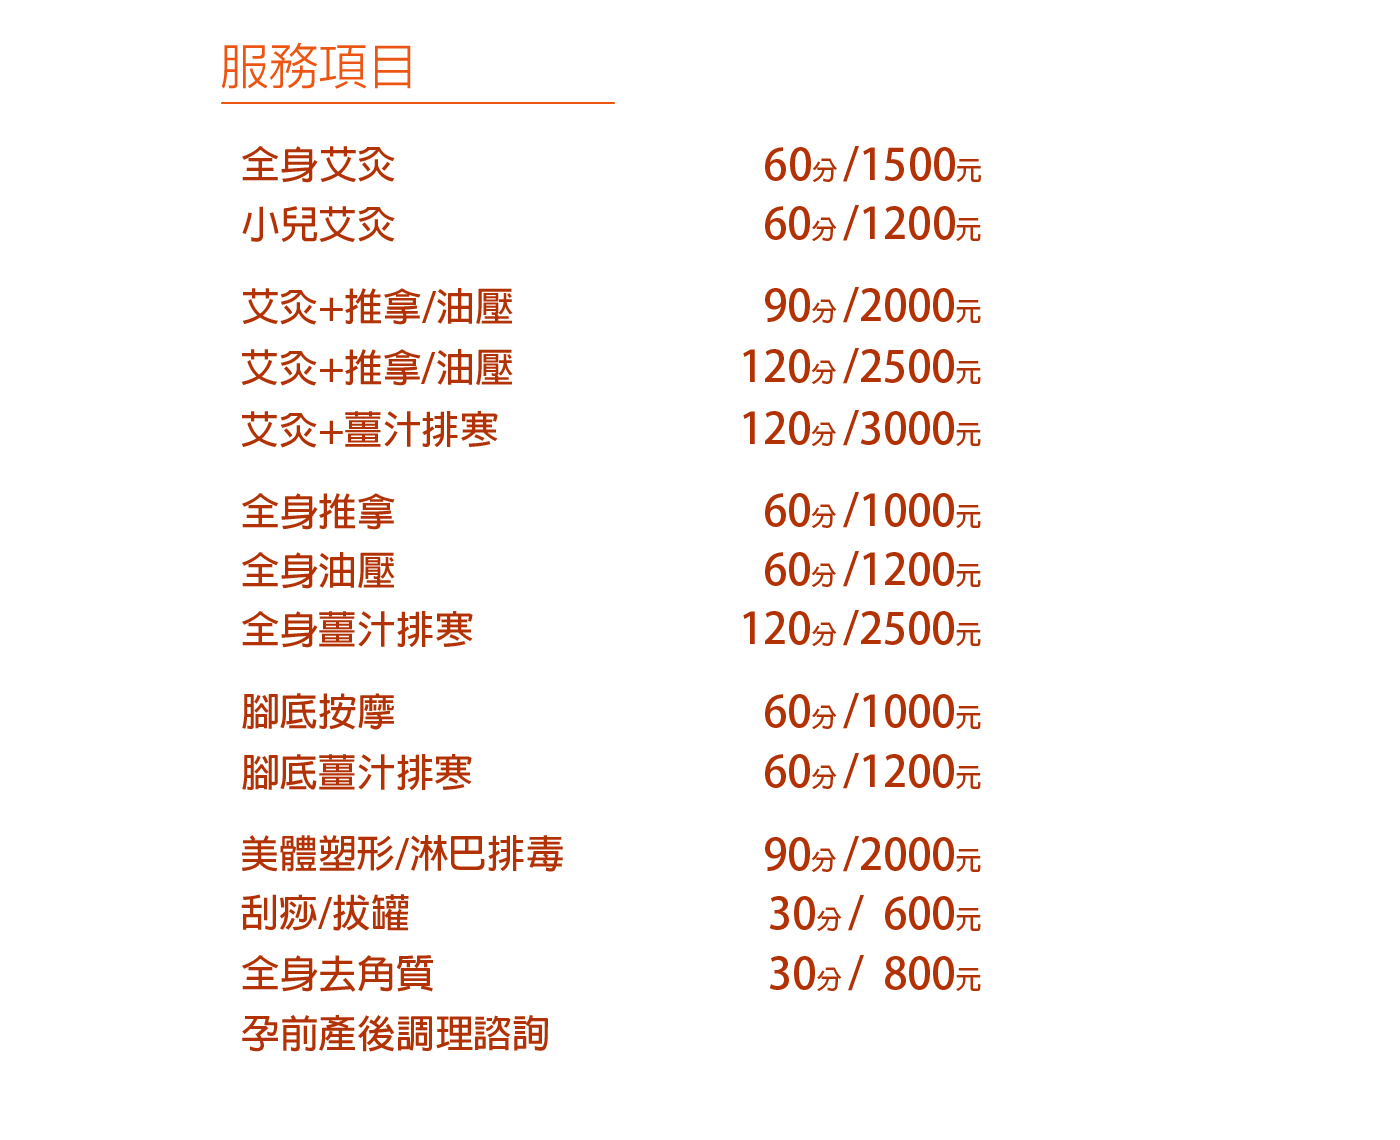 服務項目
全身艾灸 60分/1500元
小兒艾灸 60分/1200元
艾灸+推拿/油壓 90分/2000元
艾灸+推拿/油壓 120分/2500元
艾灸+薑汁排寒 120分/3000元
全身推拿 60分/1000元
全身油壓 60分/1200元
全身薑汁排寒 120分/2500元
腳底按摩 60分/1000元
腳底薑汁排寒 60分/1200元
美體塑形/淋巴排毒 90分/2000元
刮痧/拔罐 30分/ 600元
全身去角質 30分/ 800元
孕前產後調理諮詢